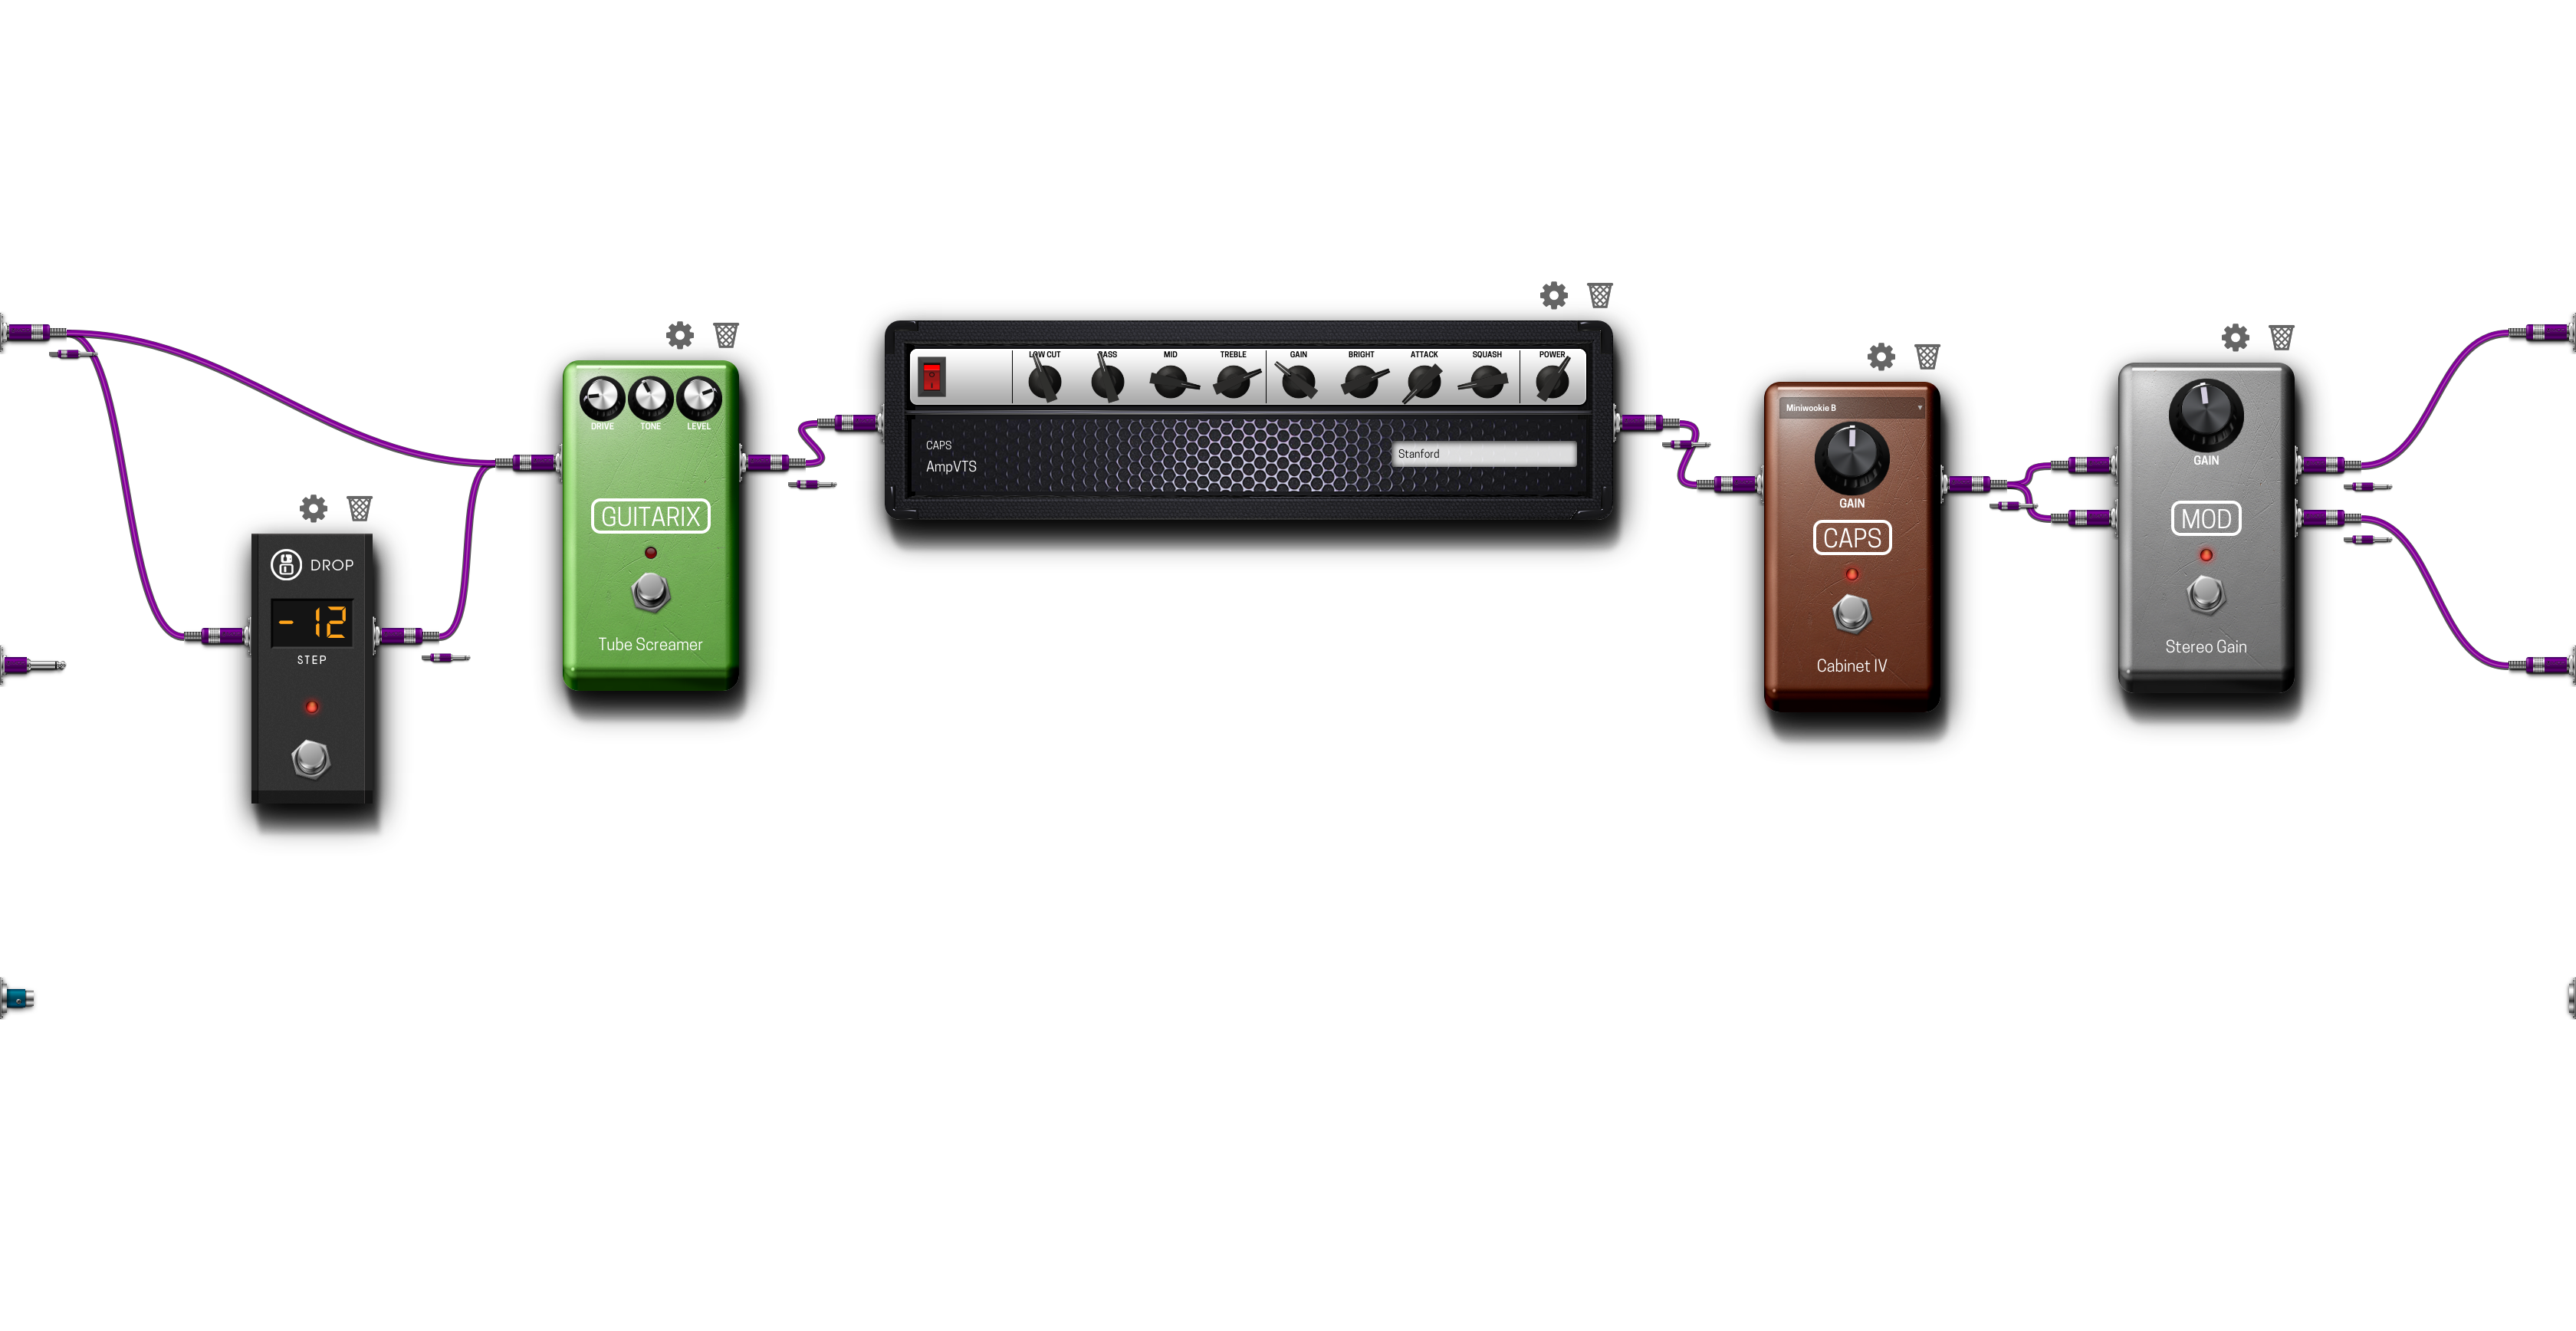 DROP
-12
STEP
DRIVE TONE LEVEL
GUITARIX
Tube Screamer
LOW CUT BASS MID TREBLE GAIN BRIGHT ATTACK SQUASH POWER
CAPS
AmpVTS
Stanford
Miniwookie B
GAIN
CAPS
Cabinet IV
GAIN
MOD
Stereo Gain